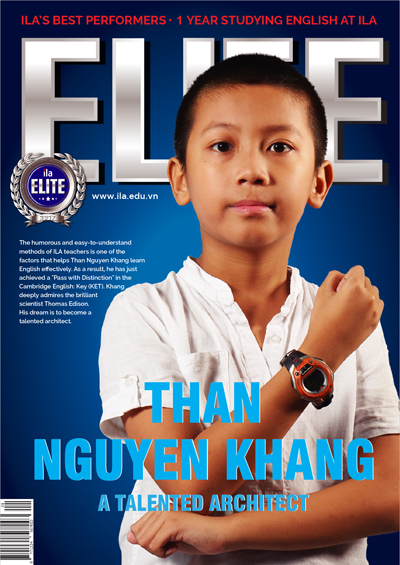 ILA'S BEST PERFORMERS • 1 YEAR STUDYING ENGLISH AT ILA
ELITE
ila
ELITE
2017
www.ila.edu.vn
The humorous and easy-to-understand
methods of ILA teachers is one of the
factors that helps Than Nguyen Khang learn
English effectively. As a result, he has just
achieved a "Pass with Distinction" in the
Cambridge English: Key (KET). Khang
deeply admires the brilliant
scientist Thomas Edison.
His dream is to become a
talented architect.
THAN
NGUYEN KHANG
A TALENTED ARCHITECT